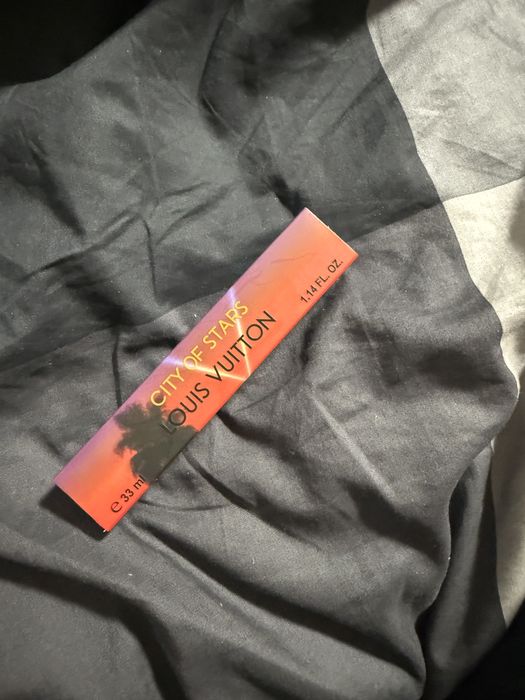 CITY OF STARS
LOUIS VUITTON
℮ 33 ml
1.14 FL. OZ.